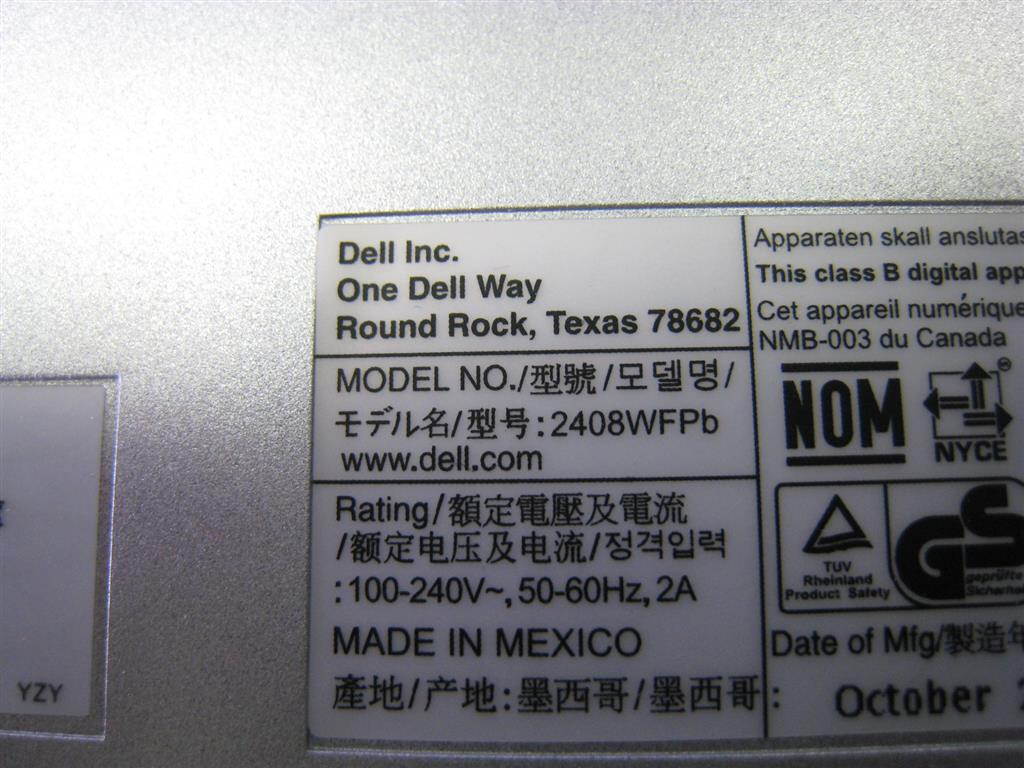 Dell Inc.
One Dell Way
Round Rock, Texas 78682
MODEL NO./型號/모델명/
モデル名/型号:2408WFPb
www.dell.com
Rating/額定電壓及電流
/额定电压及电流/정격입력
:100-240V~, 50-60Hz, 2A
MADE IN MEXICO
產地/产地:墨西哥/墨西哥
Apparaten skall anslutas
This class B digital app
Cet appareil numérique
NMB-003 du Canada
NOM
NYCE
TUV
Rheinland
Product Safety
GS
geprüfte
Sicherhe
Date of Mfg/製造年
: October
YZY